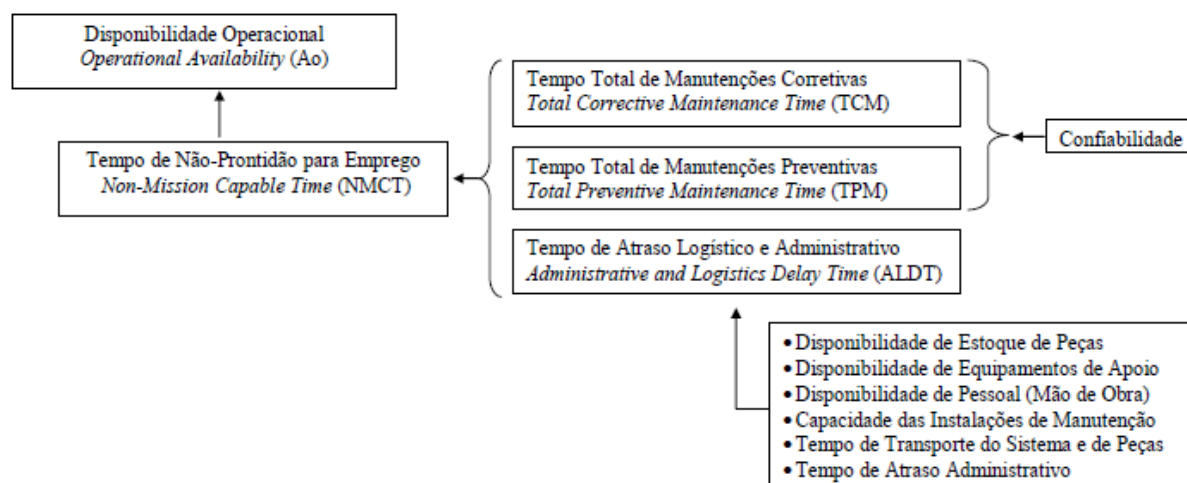 Disponibilidade Operacional
Operational Availability (Ao)
Tempo de Não-Prontidão para Emprego
Non-Mission Capable Time (NMCT)
Tempo Total de Manutenções Corretivas
Total Corrective Maintenance Time (TCM)
Tempo Total de Manutenções Preventivas
Total Preventive Maintenance Time (TPM)
Tempo de Atraso Logístico e Administrativo
Administrative and Logistics Delay Time (ALDT)
Confiabilidade
• Disponibilidade de Estoque de Peças
• Disponibilidade de Equipamentos de Apoio
• Disponibilidade de Pessoal (Mão de Obra)
• Capacidade das Instalações de Manutenção
• Tempo de Transporte do Sistema e de Peças
• Tempo de Atraso Administrativo